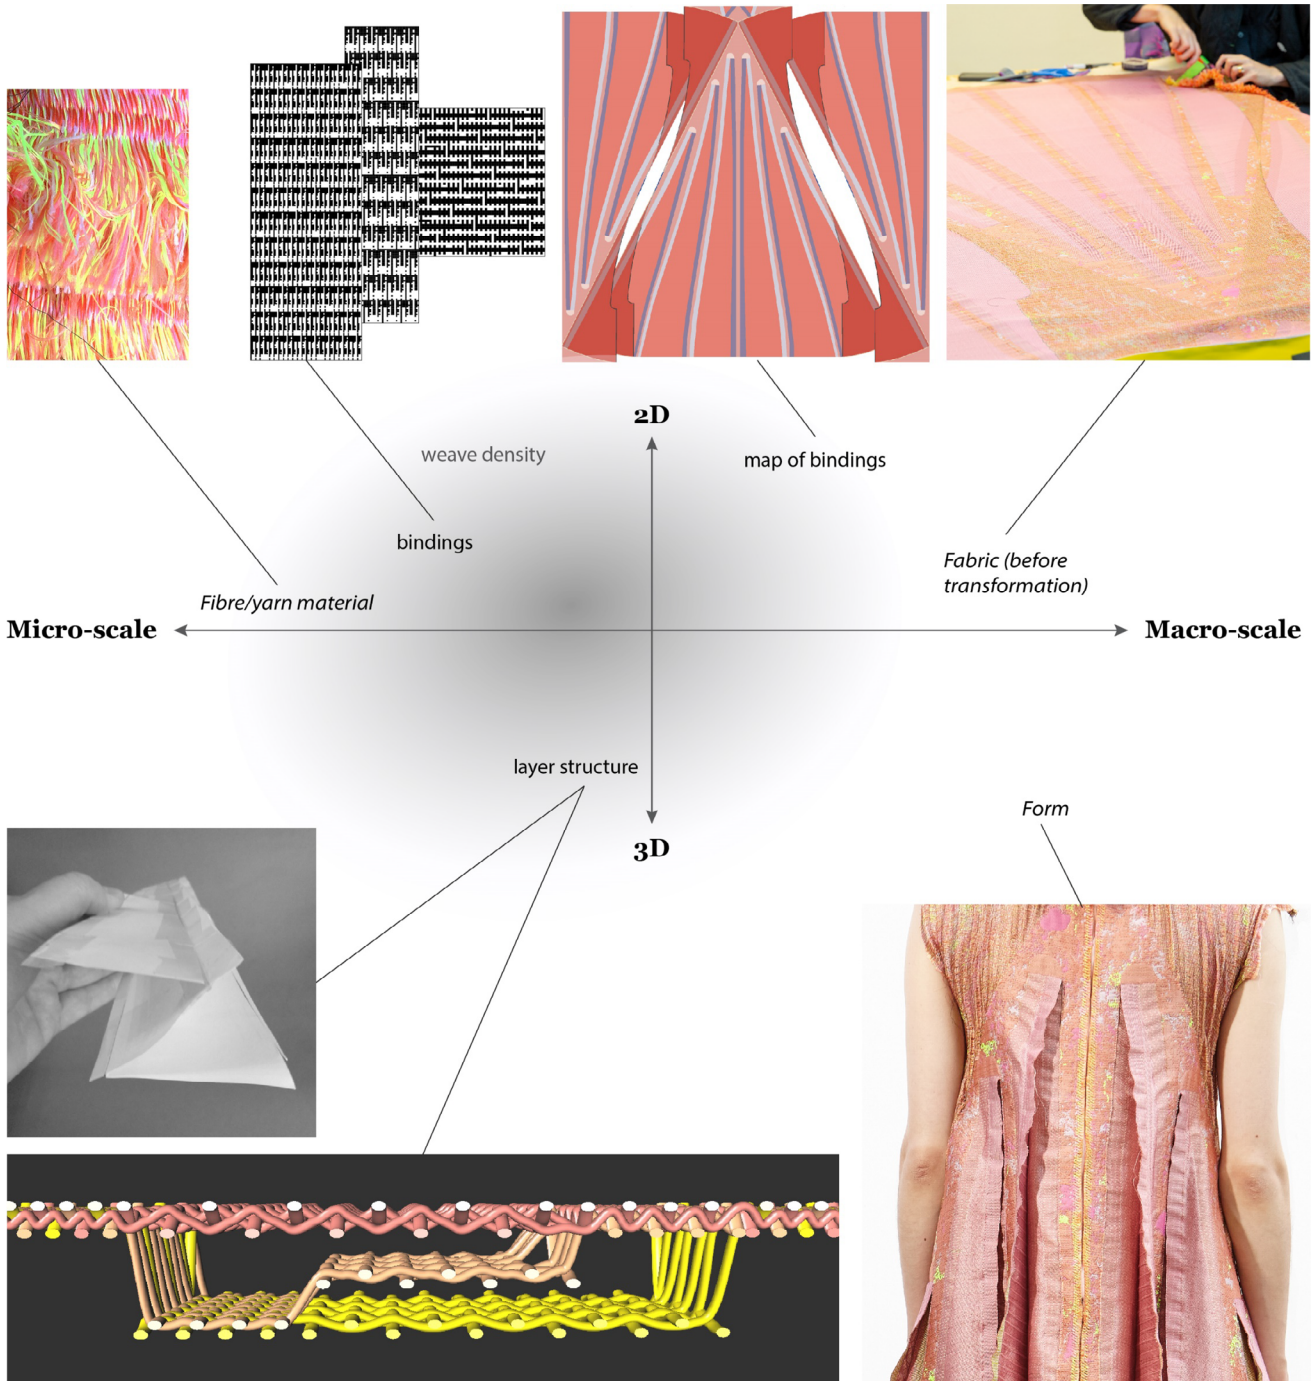 2D
weave density
map of bindings
bindings
Fabric (before
transformation)
Fibre/yarn material
Micro-scale
Macro-scale
layer structure
Form
3D